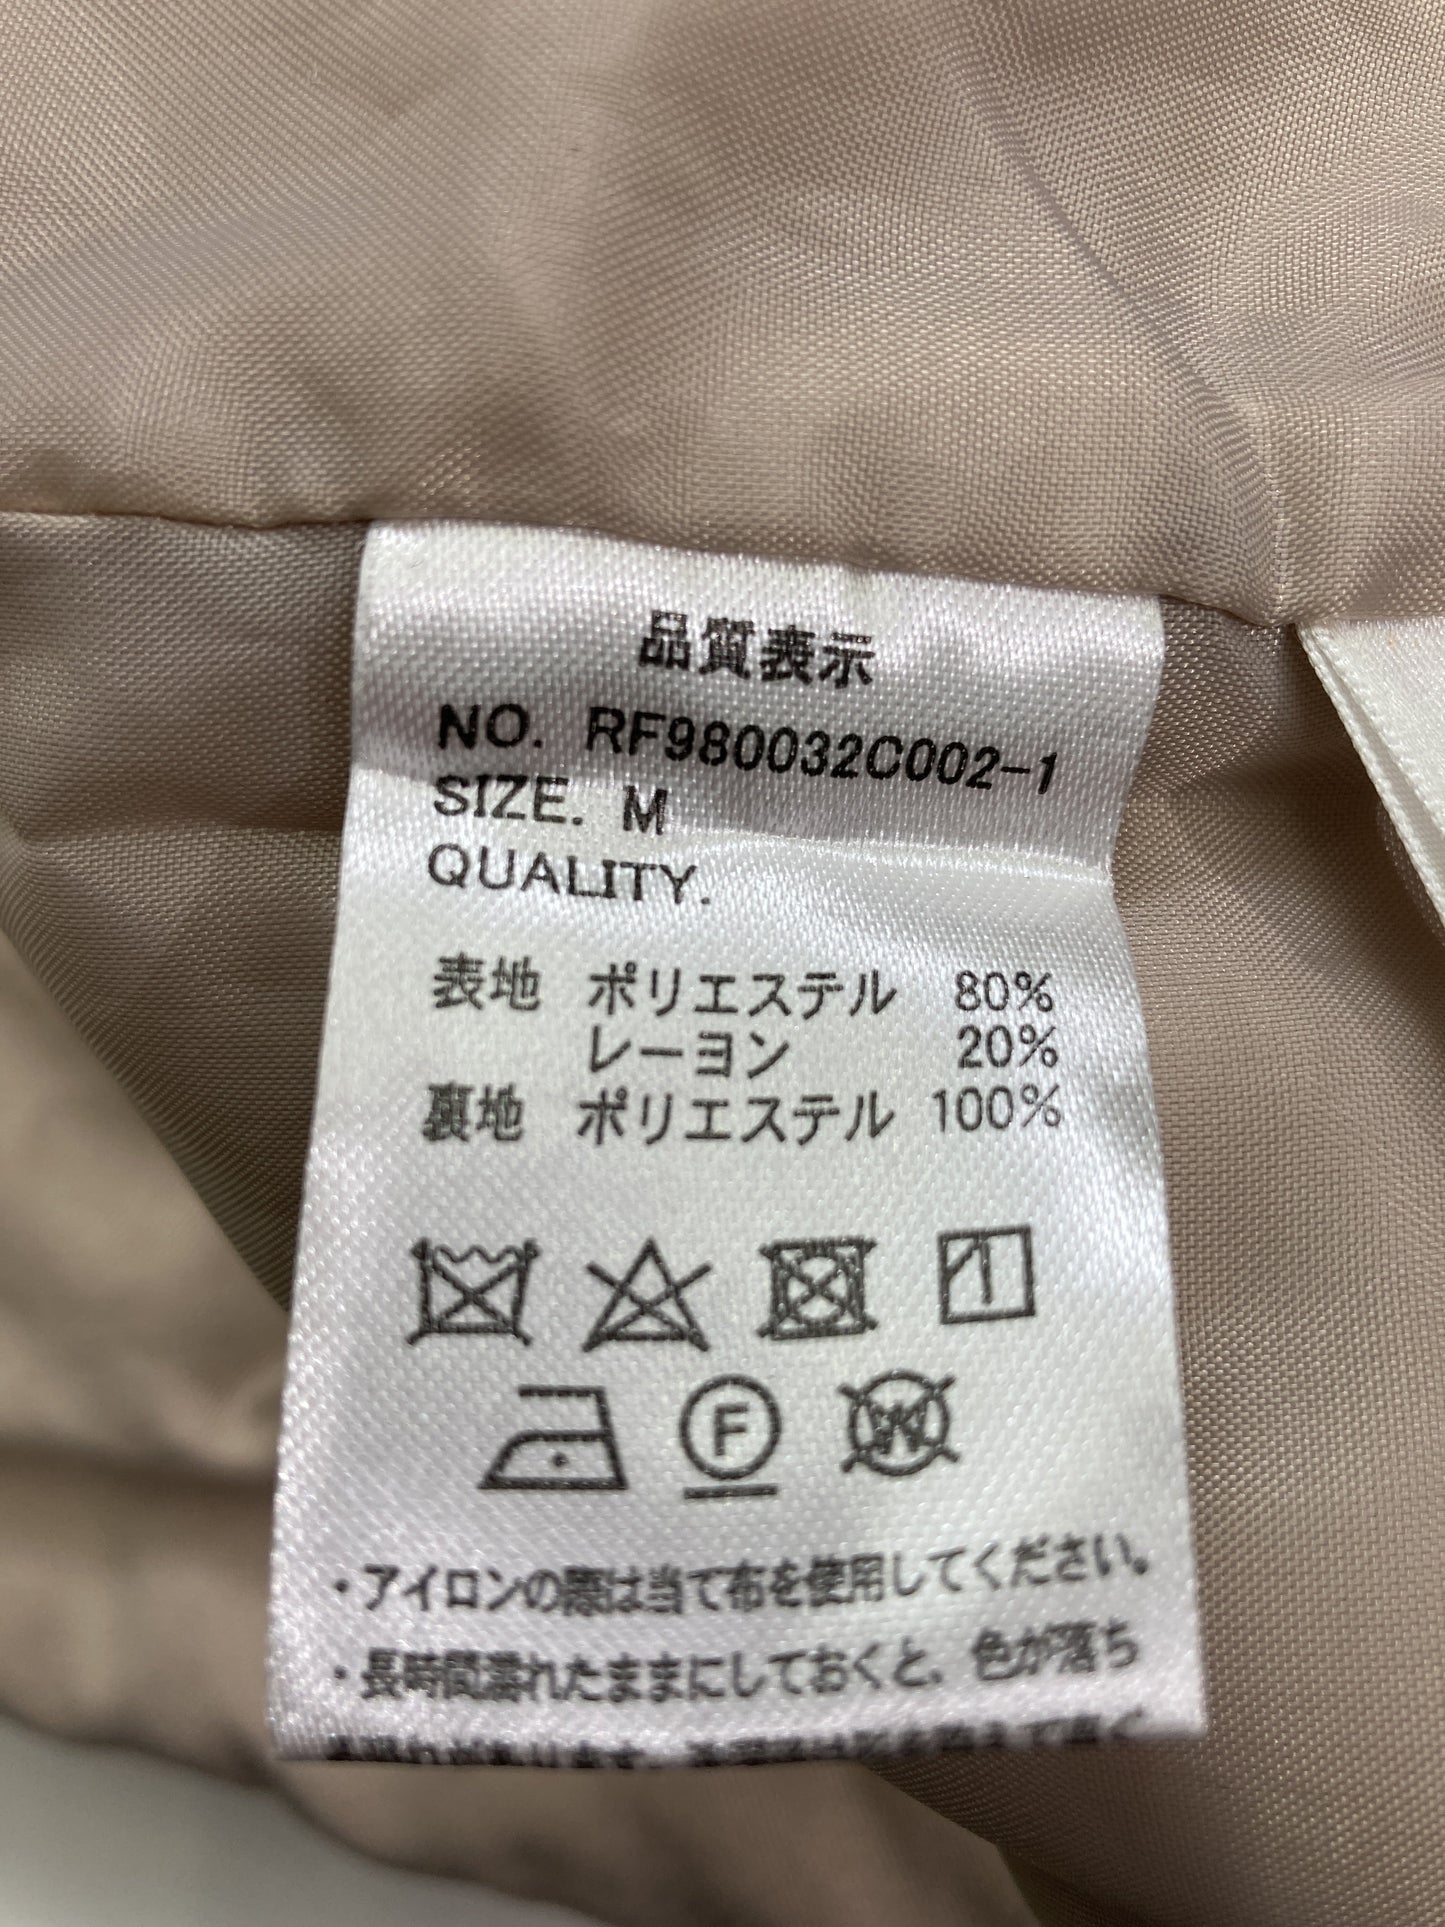 品質表示
NO. RF980032C002-1
SIZE. M
QUALITY.
表地 ポリエステル 80%
レーヨン 20%
裏地 ポリエステル 100%
F W
・アイロンの際は当て布を使用してください。
・長時間濡れたままにしておくと、色が落ち